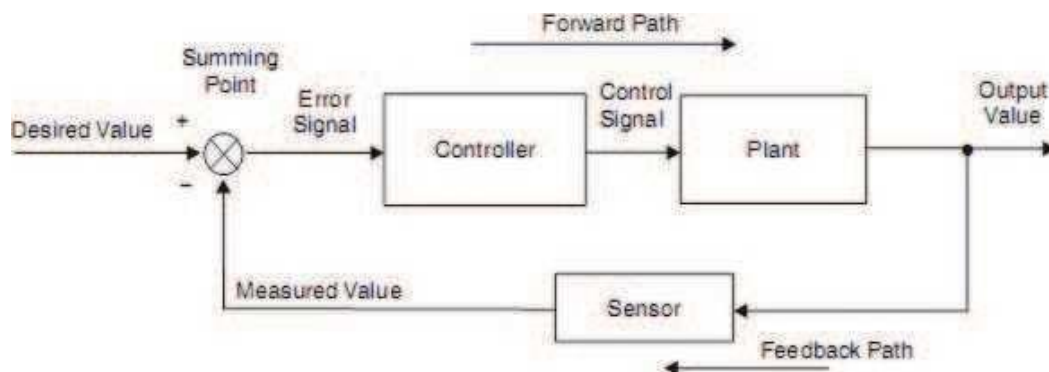 Forward Path
Summing
Point
Error
Signal
Control
Signal
Output
Value
Desired Value
+
−
Controller
Plant
Measured Value
Sensor
Feedback Path